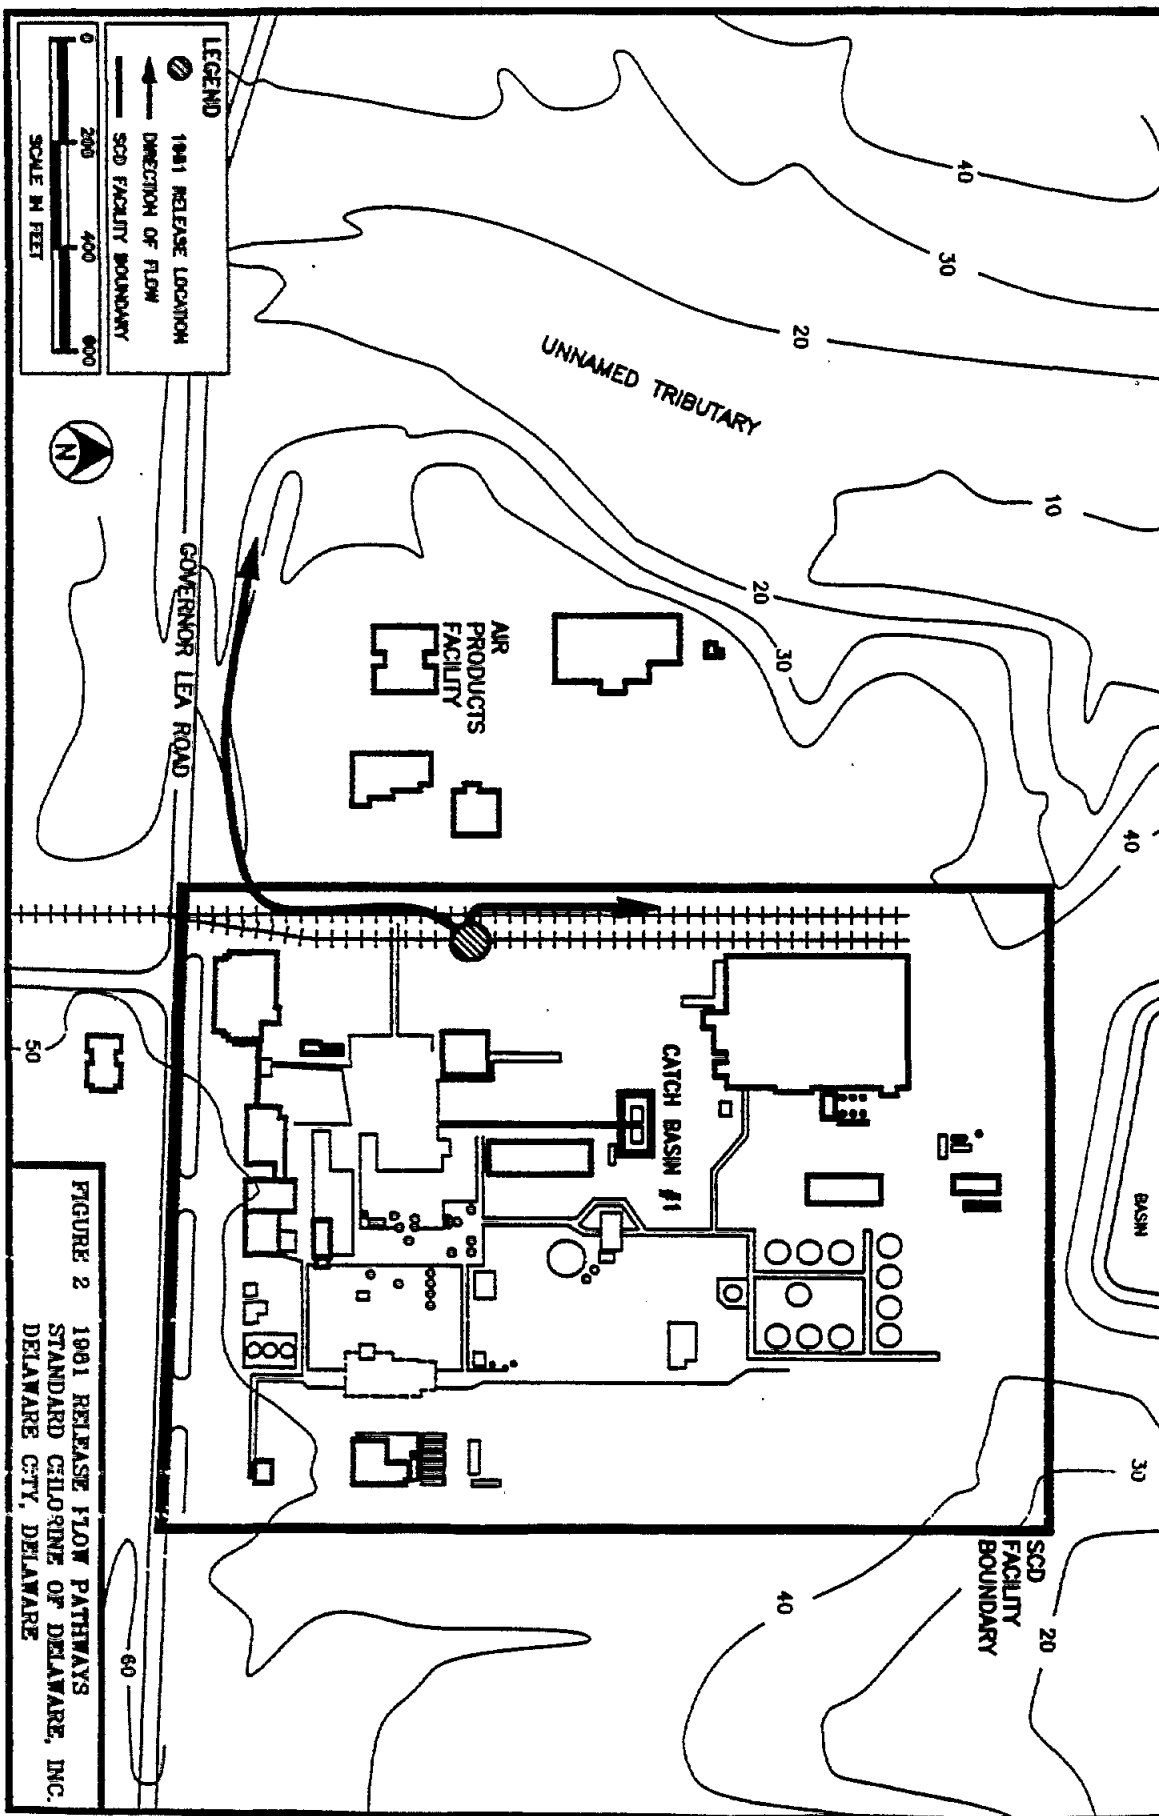 LEGEND
1981 RELEASE LOCATION
DIRECTION OF FLOW
SCD FACILITY BOUNDARY
0 200 400 600
SCALE IN FEET
N
40
30
20
UNNAMED TRIBUTARY
10
20
30
40
AIR
PRODUCTS
FACILITY
GOVERNOR LEA ROAD
CATCH BASIN #1
BASIN
50
30
20
40
60
SCD
FACILITY
BOUNDARY
FIGURE 2 1981 RELEASE FLOW PATHWAYS
STANDARD CHLORINE OF DELAWARE, INC.
DELAWARE CITY, DELAWARE